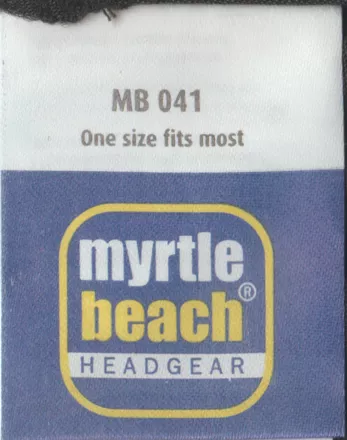 MB 041
One size fits most
myrtle
beach®
HEADGEAR